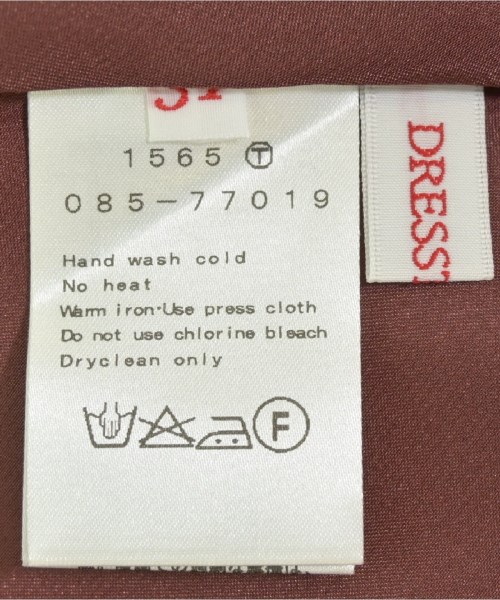 1565 Ⓣ
085-77019
Hand wash cold
No heat
Warm iron·Use press cloth
Do not use chlorine bleach
Dryclean only
F
DRESS